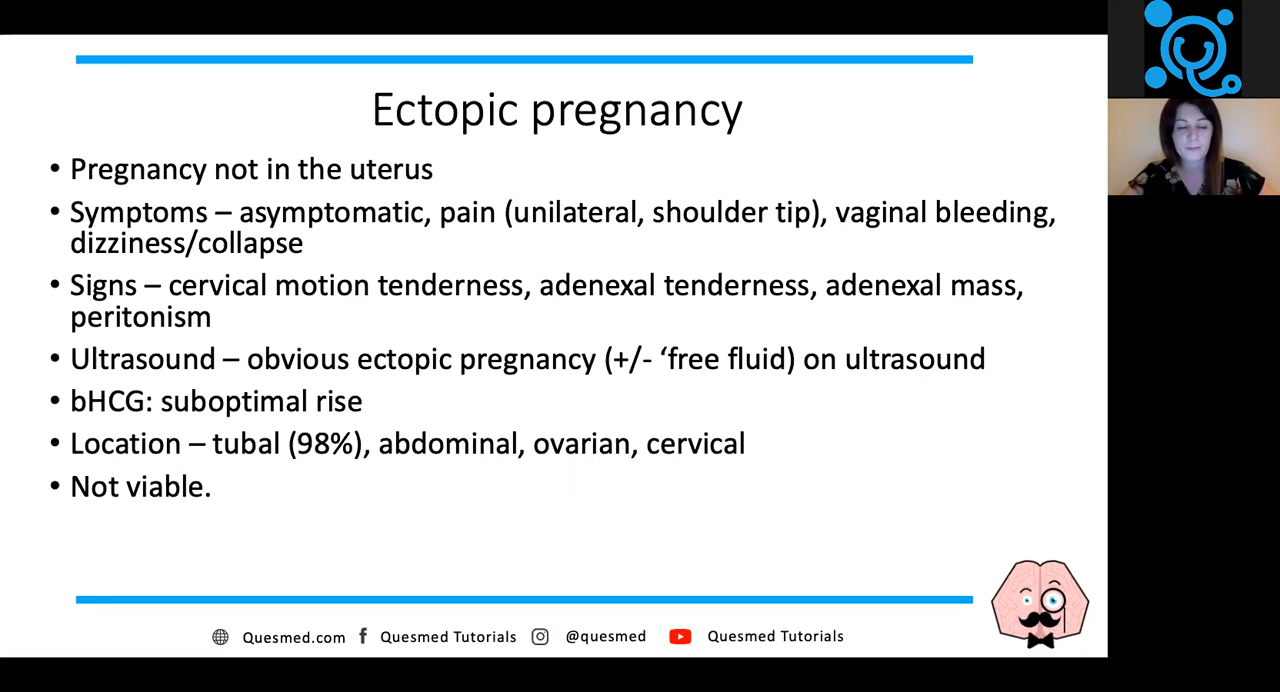 Ectopic pregnancy
• Pregnancy not in the uterus
• Symptoms – asymptomatic, pain (unilateral, shoulder tip), vaginal bleeding,
dizziness/collapse
• Signs – cervical motion tenderness, adenexal tenderness, adenexal mass,
peritonism
• Ultrasound – obvious ectopic pregnancy (+/- ‘free fluid) on ultrasound
• bHCG: suboptimal rise
• Location – tubal (98%), abdominal, ovarian, cervical
• Not viable.
Quesmed.com Quesmed Tutorials @quesmed Quesmed Tutorials